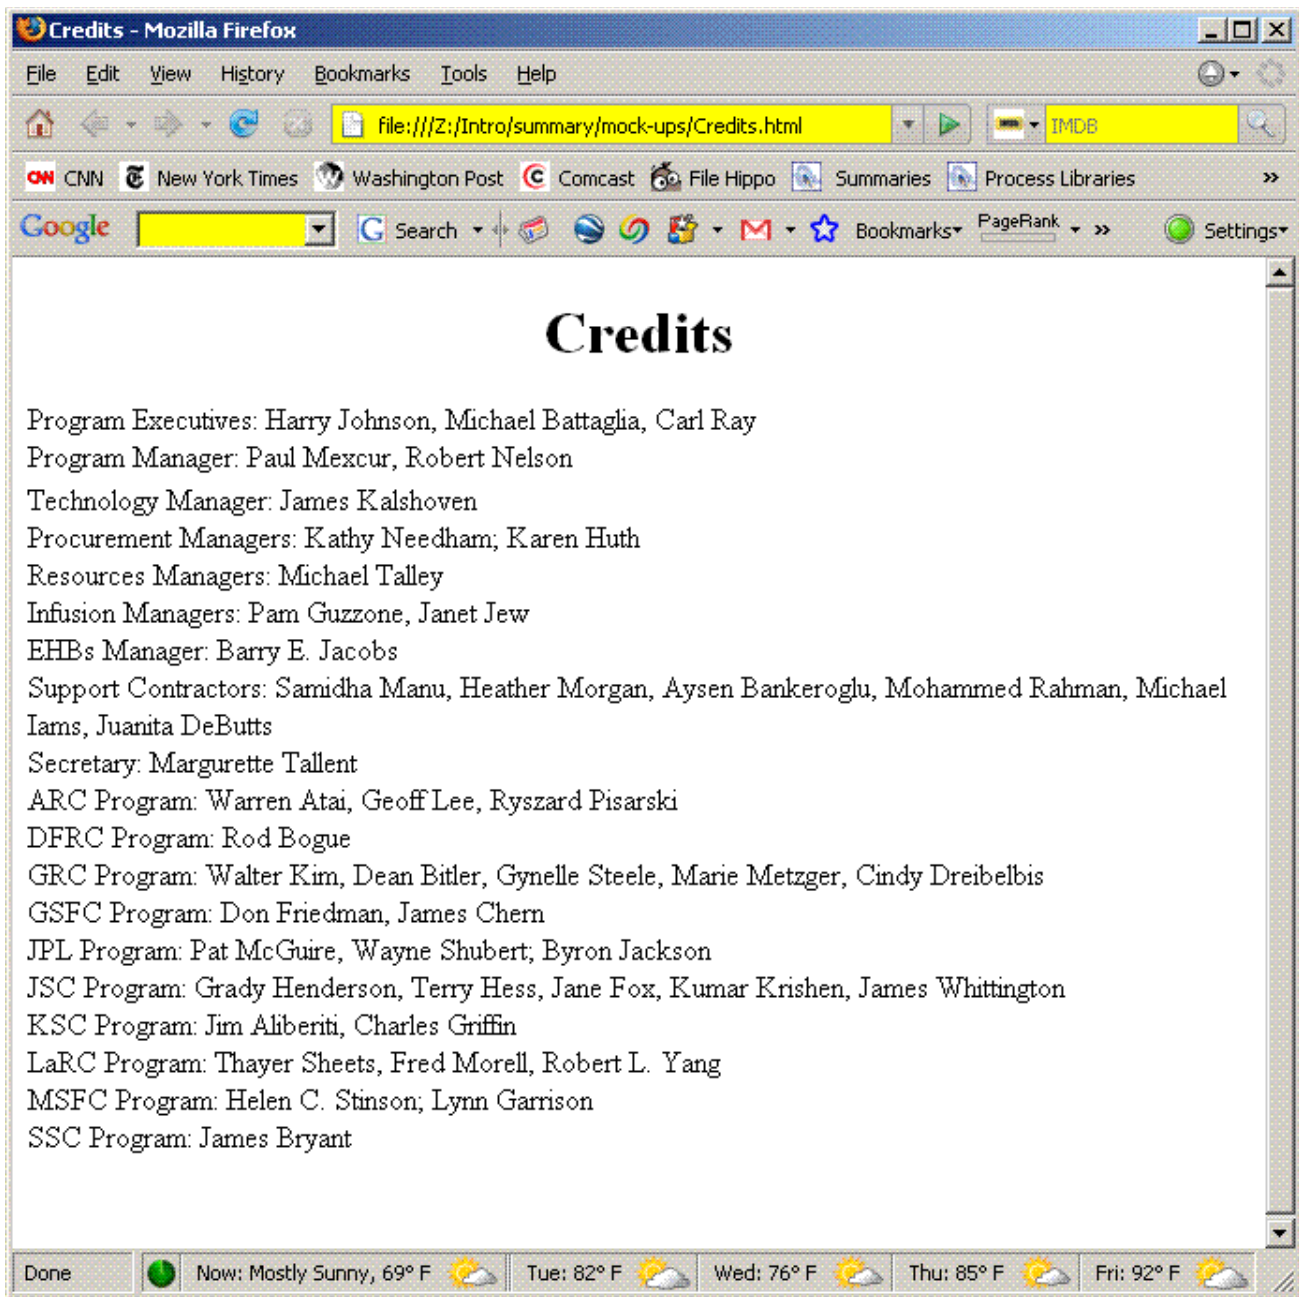 Credits - Mozilla Firefox
File Edit View History Bookmarks Tools Help
file:///Z:/Intro/summary/mock-ups/Credits.html IMDB
CNN CNN New York Times Washington Post Comcast File Hippo Summaries Process Libraries »
Google G Search PageRank Bookmarks » Settings
Credits
Program Executives: Harry Johnson, Michael Battaglia, Carl Ray
Program Manager: Paul Mexcur, Robert Nelson
Technology Manager: James Kalshoven
Procurement Managers: Kathy Needham; Karen Huth
Resources Managers: Michael Talley
Infusion Managers: Pam Guzzone, Janet Jew
EHBs Manager: Barry E. Jacobs
Support Contractors: Samidha Manu, Heather Morgan, Aysen Bankeroglu, Mohammed Rahman, Michael
Iams, Juanita DeButts
Secretary: Margurette Tallent
ARC Program: Warren Atai, Geoff Lee, Ryszard Pisarski
DFRC Program: Rod Bogue
GRC Program: Walter Kim, Dean Bitler, Gynelle Steele, Marie Metzger, Cindy Dreibelbis
GSFC Program: Don Friedman, James Chern
JPL Program: Pat McGuire, Wayne Shubert; Byron Jackson
JSC Program: Grady Henderson, Terry Hess, Jane Fox, Kumar Krishen, James Whittington
KSC Program: Jim Aliberiti, Charles Griffin
LaRC Program: Thayer Sheets, Fred Morell, Robert L. Yang
MSFC Program: Helen C. Stinson; Lynn Garrison
SSC Program: James Bryant
Done Now: Mostly Sunny, 69° F Tue: 82° F Wed: 76° F Thu: 85° F Fri: 92° F